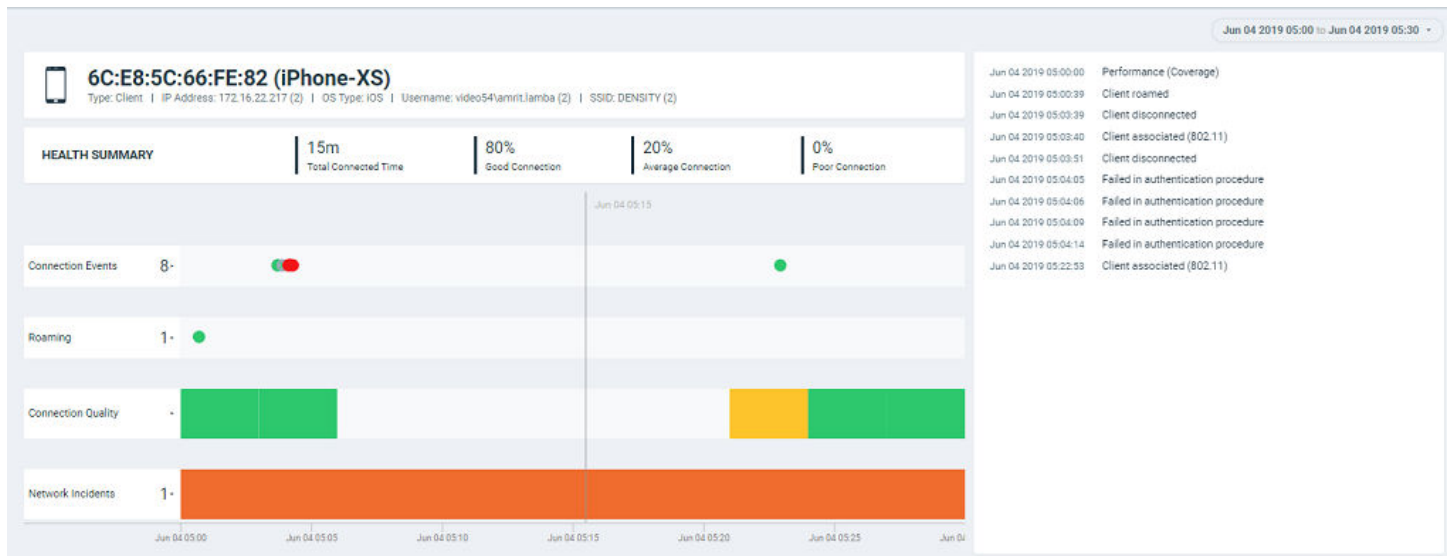 Jun 04 2019 05:00 to Jun 04 2019 05:30
6C:E8:5C:66:FE:82 (iPhone-XS)
Type: Client | IP Address: 172.16.22.217 (2) | OS Type: iOS | Username: video54\amrit.lamba (2) | SSID: DENSITY (2)
HEALTH SUMMARY
15m
Total Connected Time
80%
Good Connection
20%
Average Connection
0%
Poor Connection
Jun 04 05:15
Connection Events 8
Roaming 1
Connection Quality
Network Incidents 1
Jun 04 05:00 Jun 04 05:05 Jun 04 05:10 Jun 04 05:15 Jun 04 05:20 Jun 04 05:25 Jun 04
Jun 04 2019 05:00:00 Performance (Coverage)
Jun 04 2019 05:00:39 Client roamed
Jun 04 2019 05:03:39 Client disconnected
Jun 04 2019 05:03:40 Client associated (802.11)
Jun 04 2019 05:03:51 Client disconnected
Jun 04 2019 05:04:05 Failed in authentication procedure
Jun 04 2019 05:04:06 Failed in authentication procedure
Jun 04 2019 05:04:09 Failed in authentication procedure
Jun 04 2019 05:04:14 Failed in authentication procedure
Jun 04 2019 05:22:53 Client associated (802.11)